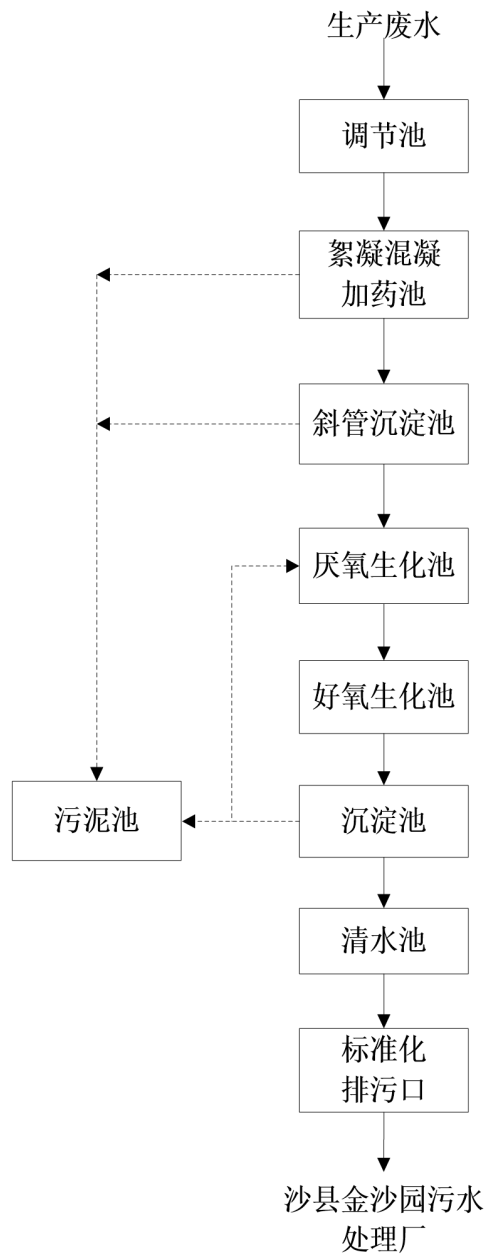 生产废水
调节池
絮凝混凝
加药池
斜管沉淀池
厌氧生化池
好氧生化池
污泥池
沉淀池
清水池
标准化
排污口
沙县金沙园污水
处理厂